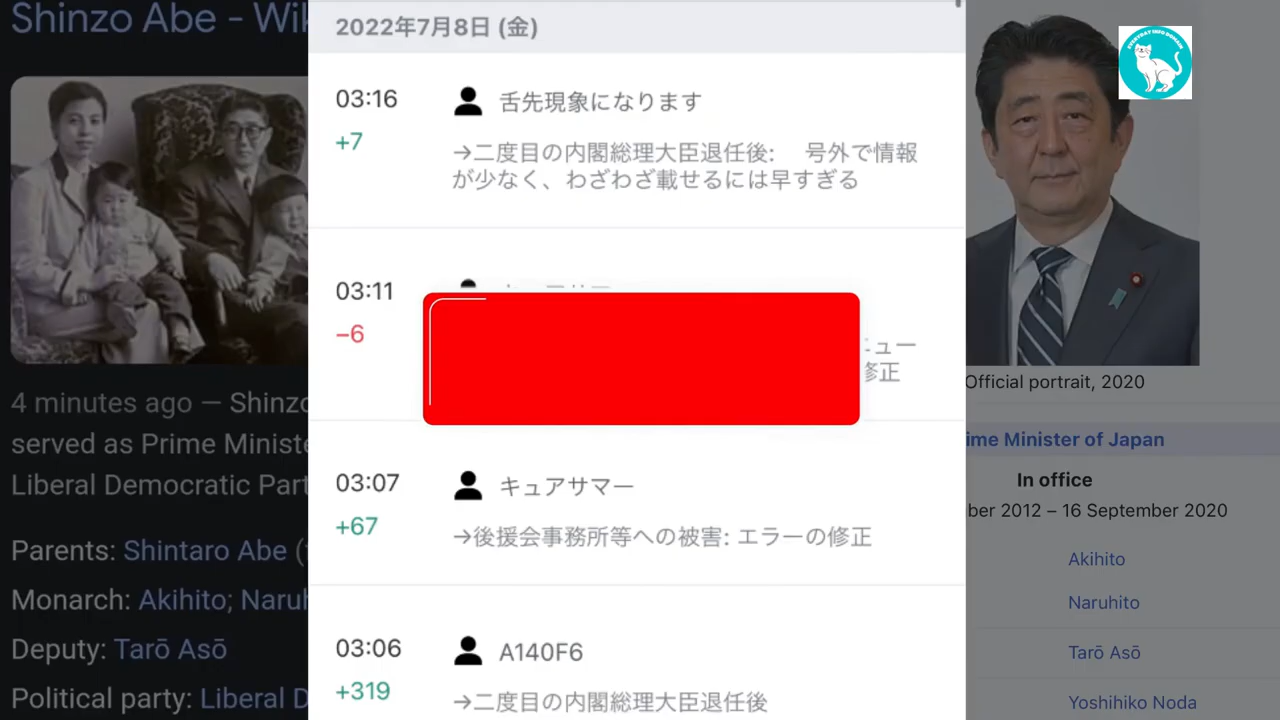 Shinzo Abe - Wik
4 minutes ago — Shinzo
served as Prime Ministe
Liberal Democratic Part
Parents: Shintaro Abe (
Monarch: Akihito; Naruh
Deputy: Tarō Asō
Political party: Liberal D
2022年7月8日 (金)
03:16
舌先現象になります
+7
→二度目の内閣総理大臣退任後: 号外で情報
が少なく、わざわざ載せるには早すぎる
03:11
−6
ニュー
修正
03:07
キュアサマー
+67
→後援会事務所等への被害: エラーの修正
03:06
A140F6
+319
→二度目の内閣総理大臣退任後
EVERYDAY INFO DOMAIN
Official portrait, 2020
ime Minister of Japan
In office
ber 2012 – 16 September 2020
Akihito
Naruhito
Tarō Asō
Yoshihiko Noda